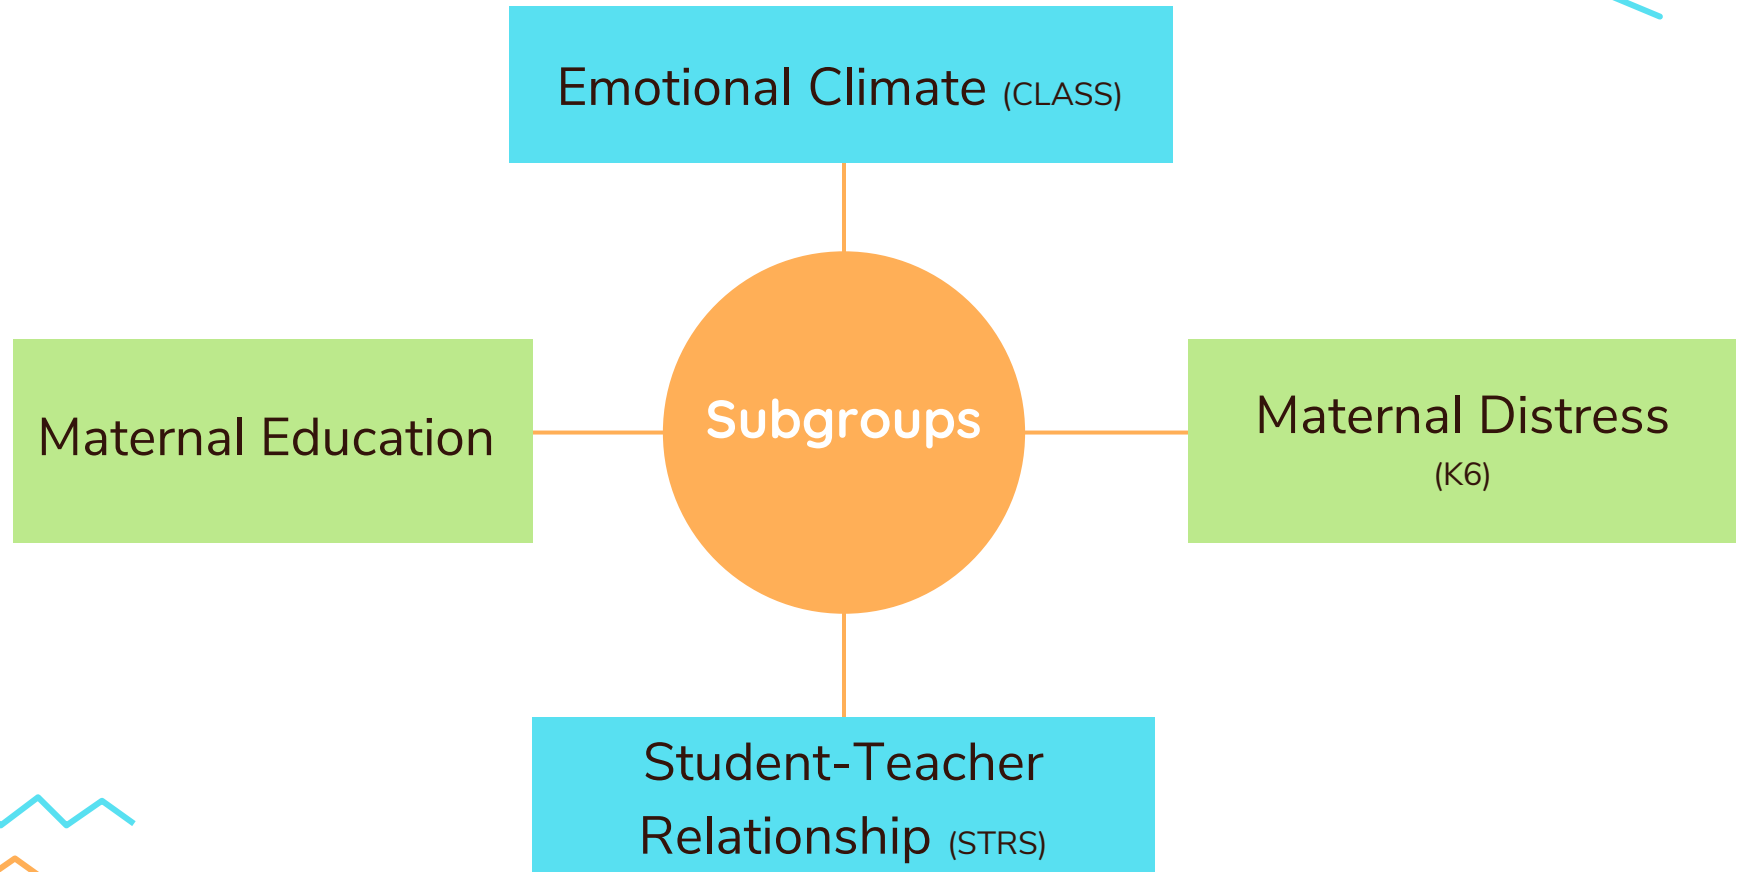 Emotional Climate (CLASS)
Maternal Education
Subgroups
Maternal Distress
(K6)
Student-Teacher
Relationship (STRS)